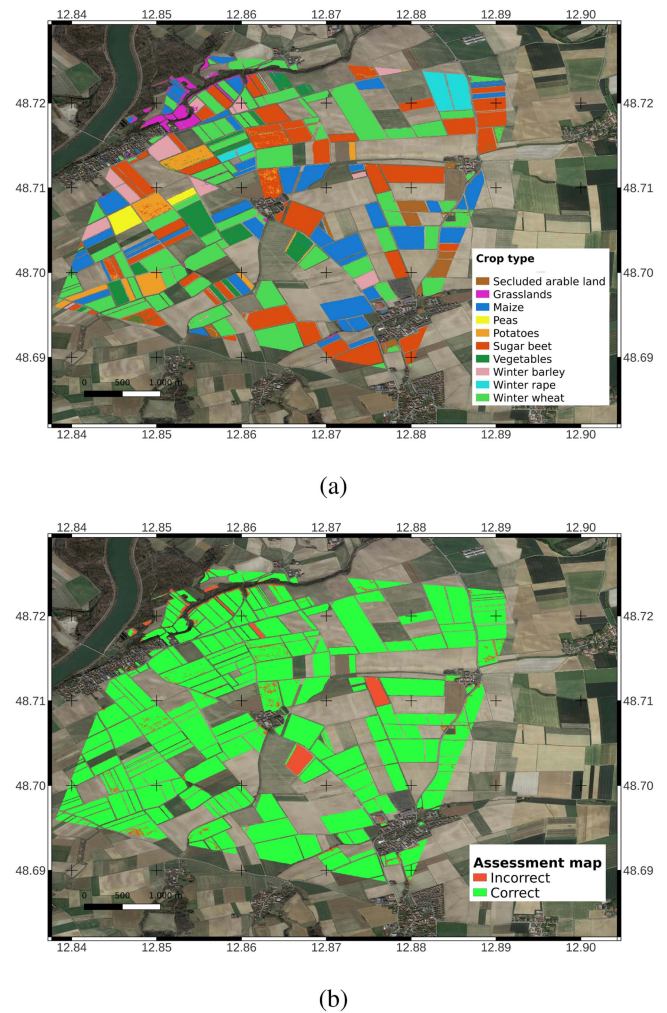 12.84 12.85 12.86 12.87 12.88 12.89 12.90
48.72 48.72
48.71 48.71
48.70 48.70
48.69 48.69
Crop type
Secluded arable land
Grasslands
Maize
Peas
Potatoes
Sugar beet
Vegetables
Winter barley
Winter rape
Winter wheat
0 500 1 000 m
12.84 12.85 12.86 12.87 12.88 12.89 12.90
(a)
12.84 12.85 12.86 12.87 12.88 12.89 12.90
48.72 48.72
48.71 48.71
48.70 48.70
48.69 48.69
Assessment map
Incorrect
Correct
0 500 1 000 m
12.84 12.85 12.86 12.87 12.88 12.89 12.90
(b)